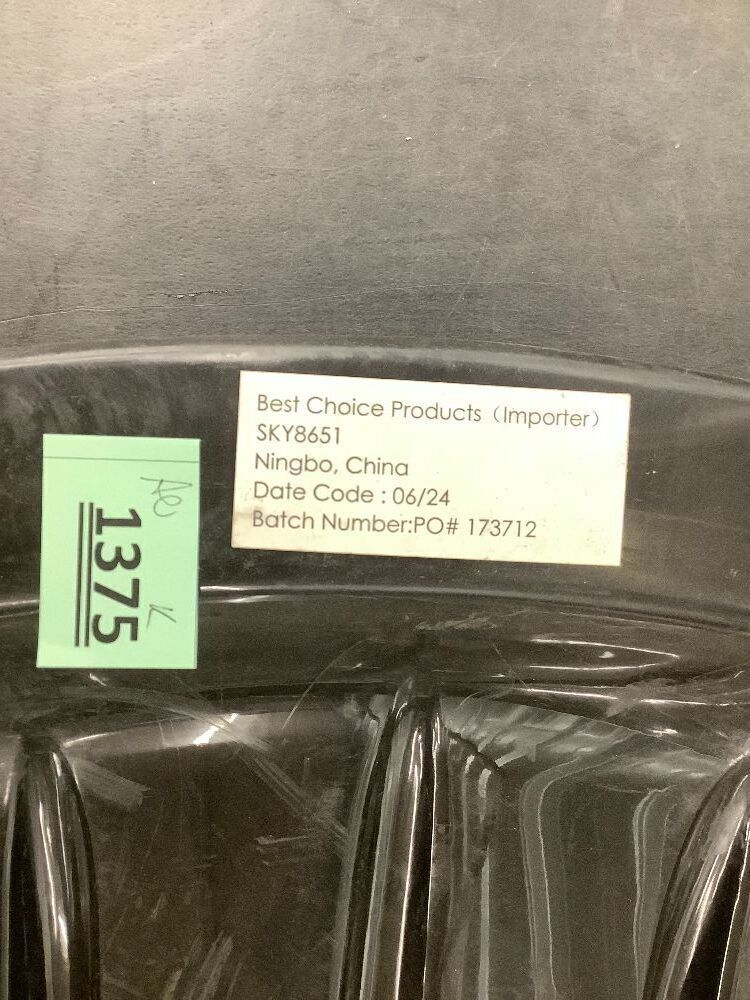 Best Choice Products（Importer）
SKY8651
Ningbo, China
Date Code : 06/24
Batch Number:PO# 173712
1375